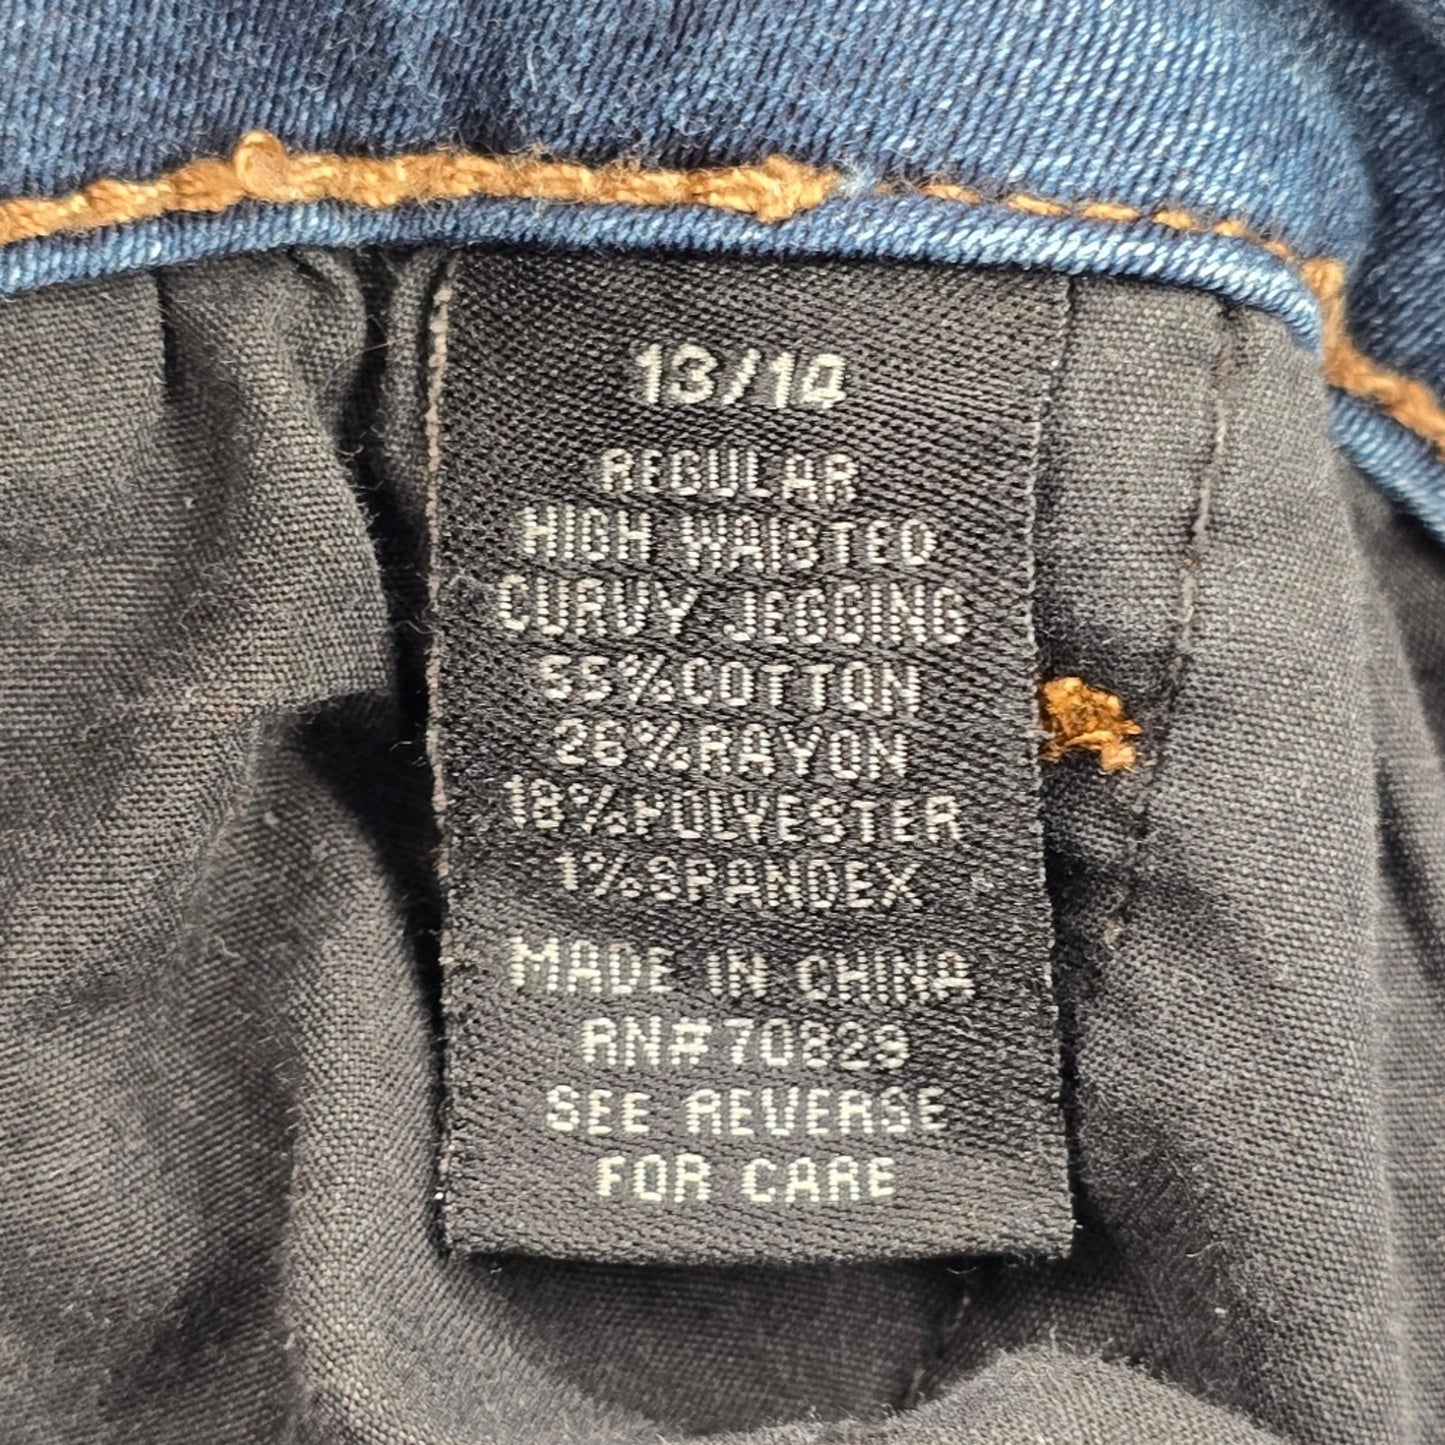 13/14
REGULAR
HIGH WAISTED
CURVY JEGGING
55%COTTON
26%RAYON
18%POLYESTER
1%SPANDEX
MADE IN CHINA
RN#70829
SEE REVERSE
FOR CARE